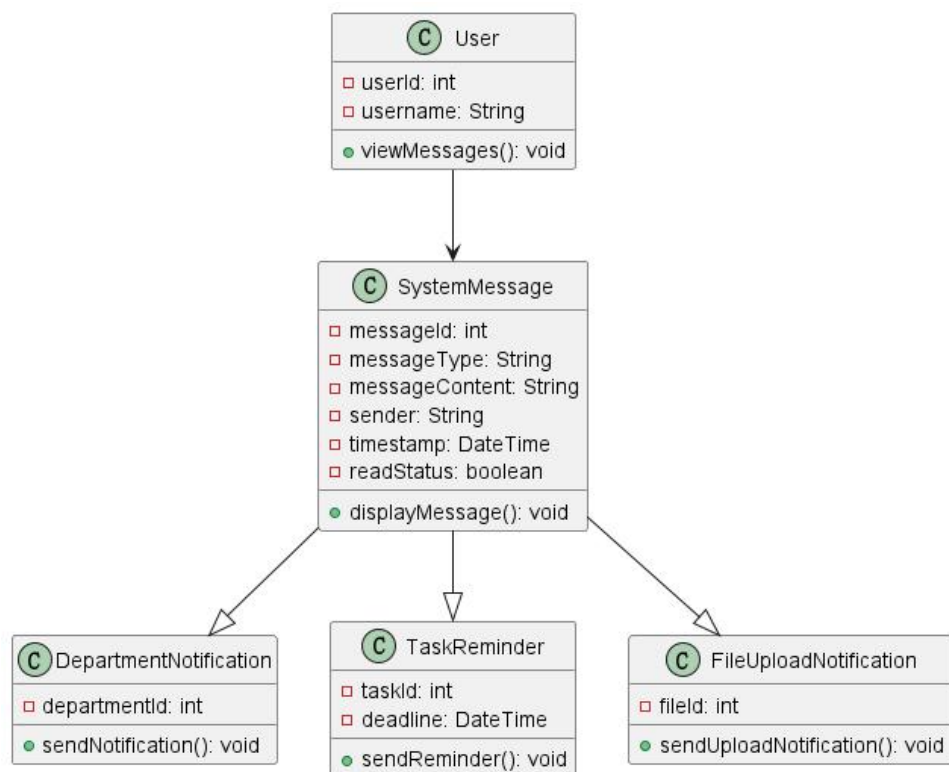 C User
userId: int
username: String
viewMessages(): void
C SystemMessage
messageId: int
messageType: String
messageContent: String
sender: String
timestamp: DateTime
readStatus: boolean
displayMessage(): void
C DepartmentNotification
departmentId: int
sendNotification(): void
C TaskReminder
taskId: int
deadline: DateTime
sendReminder(): void
C FileUploadNotification
fileId: int
sendUploadNotification(): void